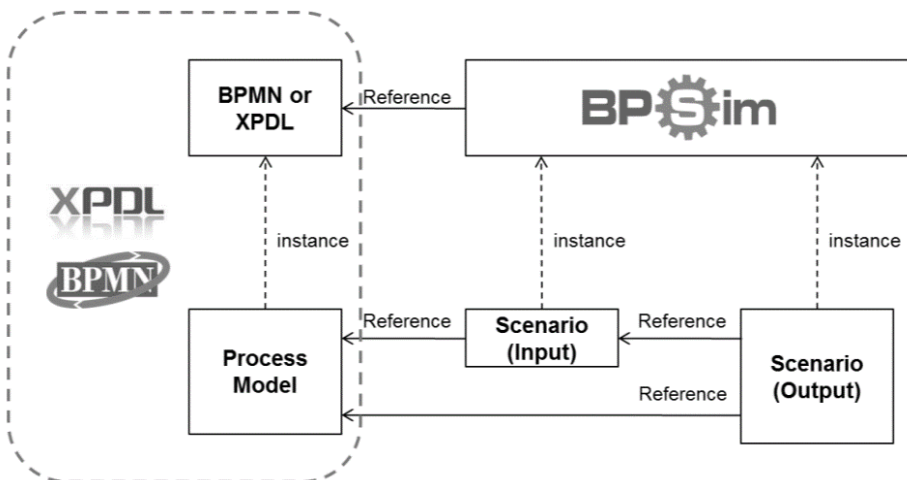 BPMN or
XPDL
Reference
BPSim
XPDL
BPMN
instance
instance
instance
Process
Model
Reference
Scenario
(Input)
Reference
Scenario
(Output)
Reference